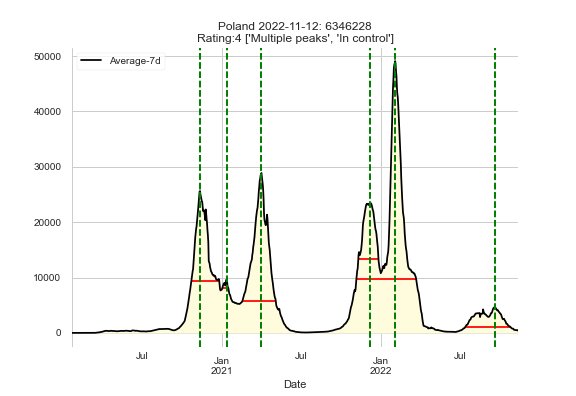 Poland 2022-11-12: 6346228
Rating:4 ['Multiple peaks', 'In control']
Average-7d
50000
40000
30000
20000
10000
0
Jul
Jan
2021
Jul
Jan
2022
Jul
Date